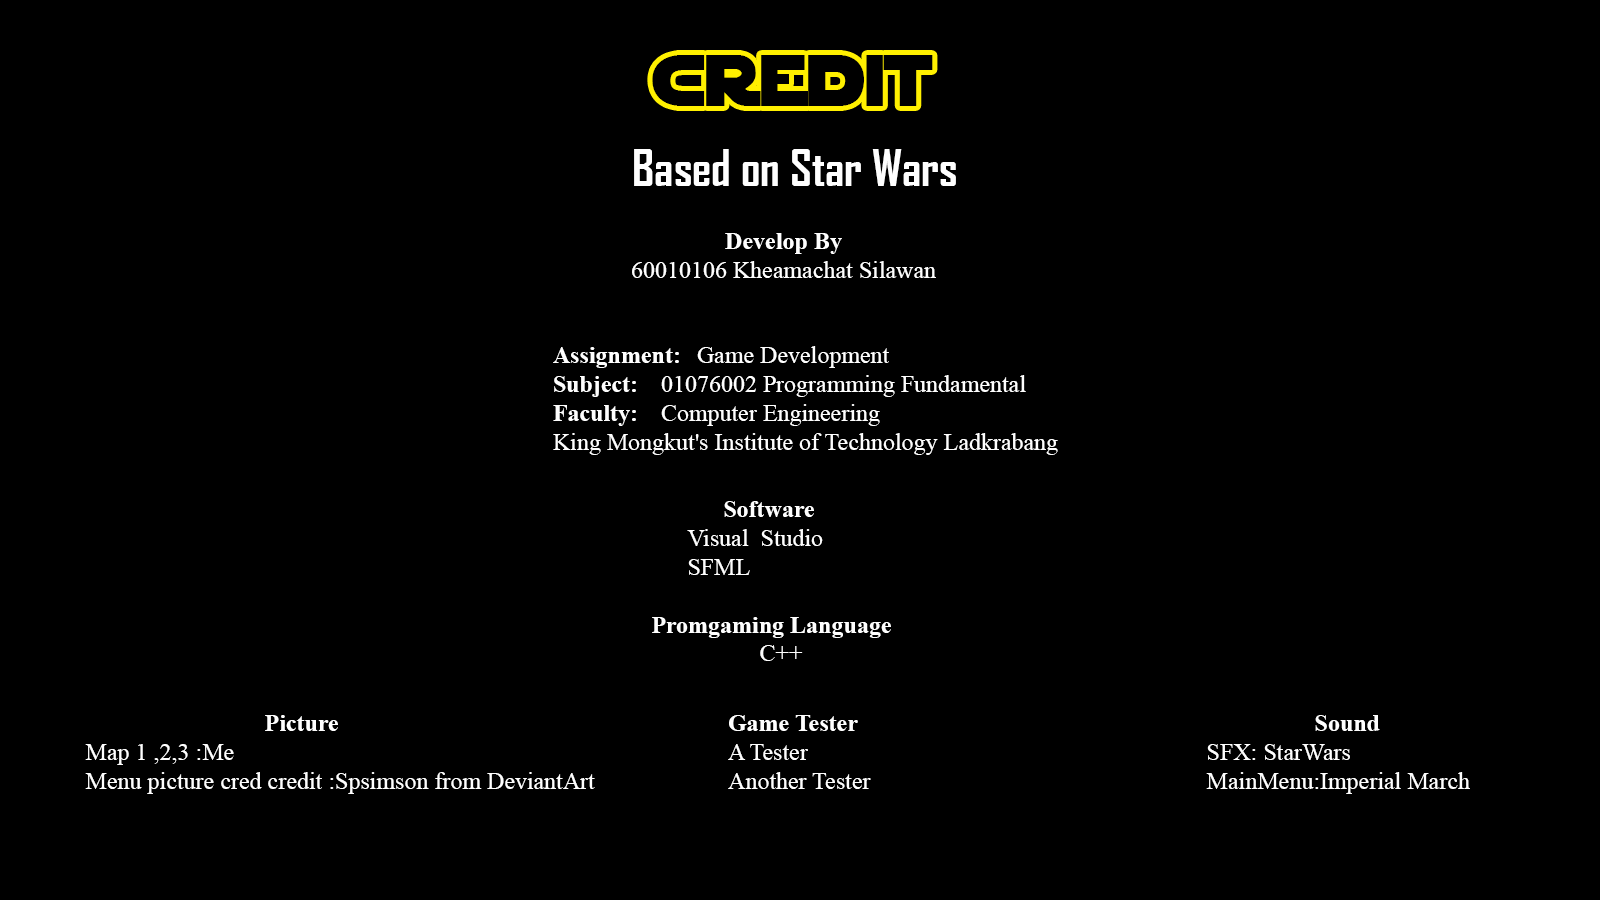 CREDIT
Based on Star Wars
Develop By
60010106 Kheamachat Silawan
Assignment: Game Development
Subject: 01076002 Programming Fundamental
Faculty: Computer Engineering
King Mongkut's Institute of Technology Ladkrabang
Software
Visual Studio
SFML
Promgaming Language
C++
Picture
Map 1 ,2,3 :Me
Menu picture cred credit :Spsimson from DeviantArt
Game Tester
A Tester
Another Tester
Sound
SFX: StarWars
MainMenu:Imperial March